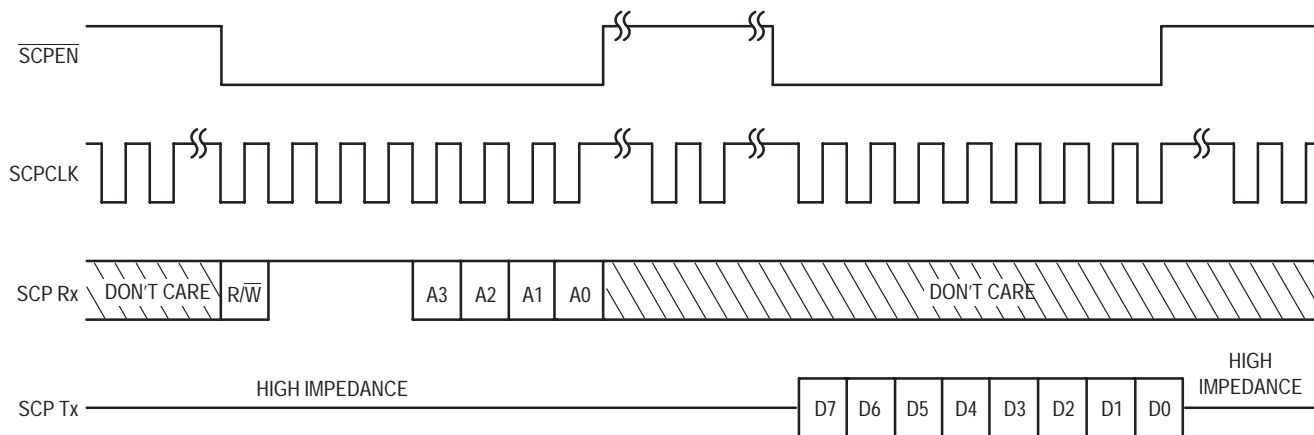 SCPEN
SCPCLK
SCP Rx
DON'T CARE
R/W
A3
A2
A1
A0
DON'T CARE
SCP Tx
HIGH IMPEDANCE
D7
D6
D5
D4
D3
D2
D1
D0
HIGH
IMPEDANCE